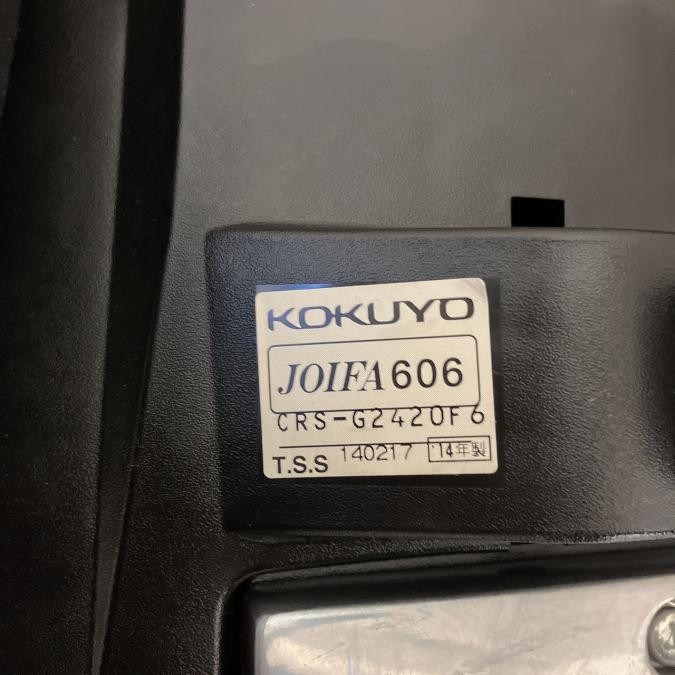 KOKUYO
JOIFA606
CRS-G2420F6
T.S.S 140217 '14年製